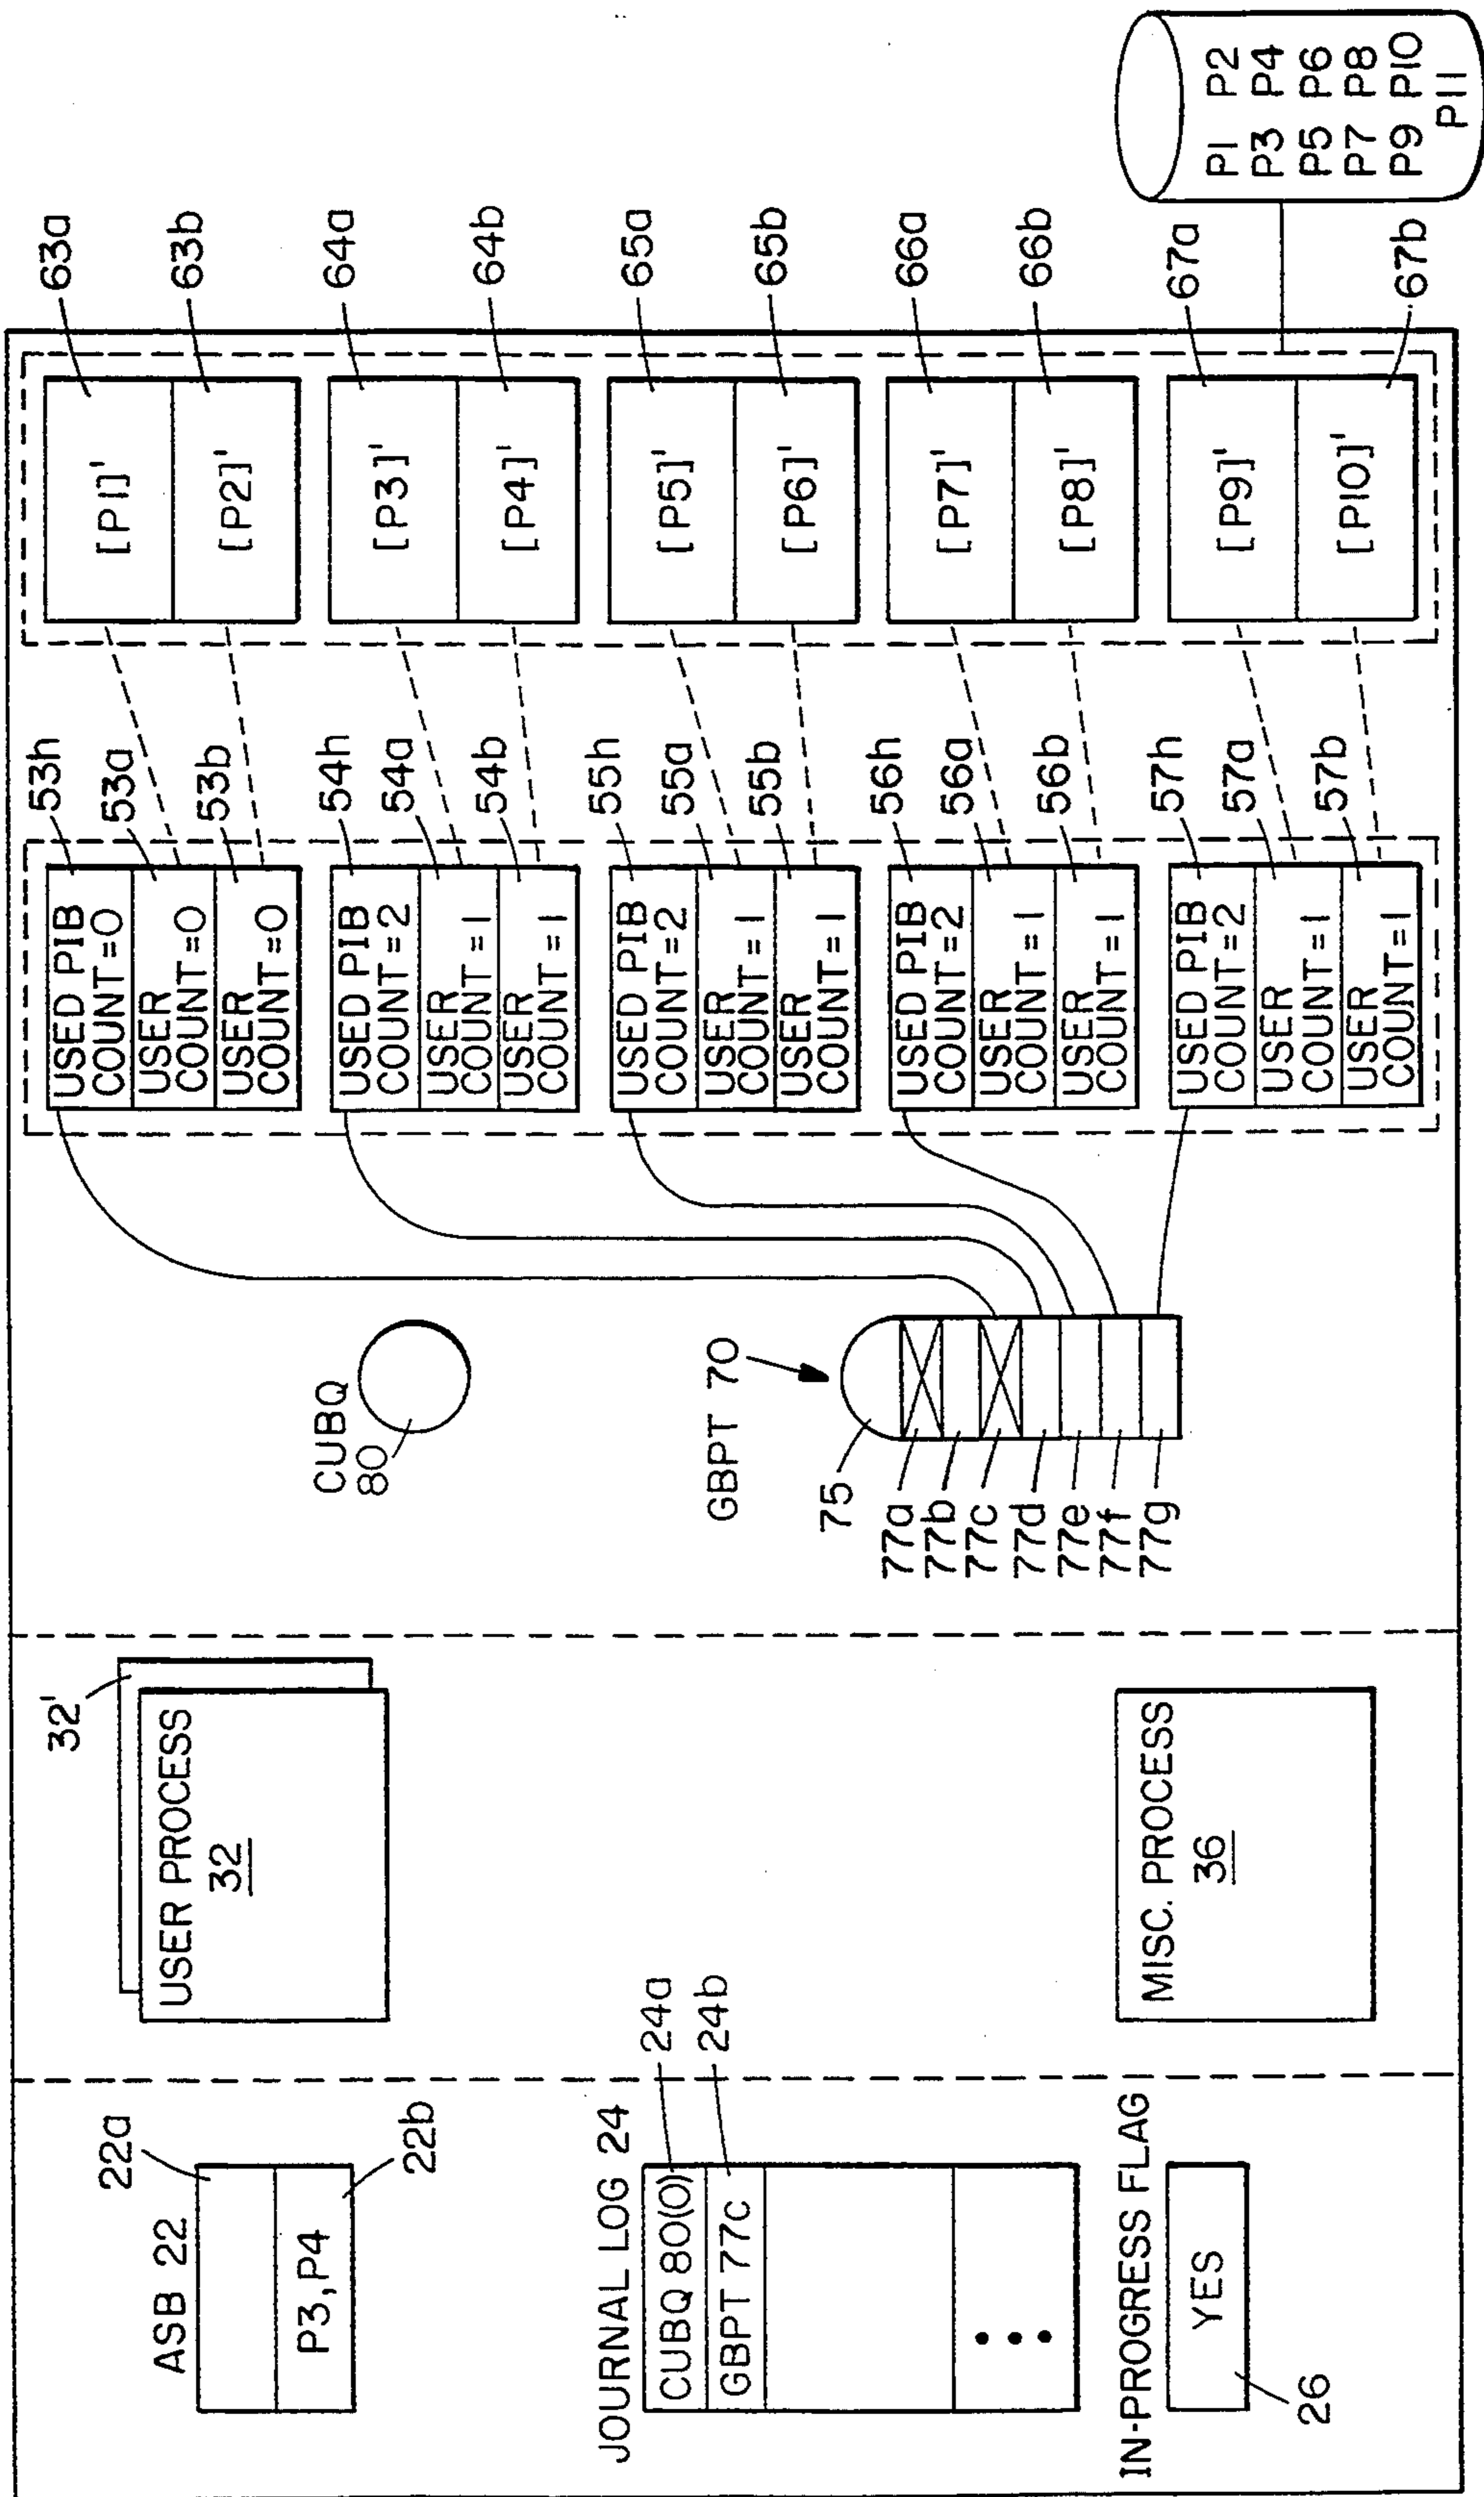 ASB 22
22a
P3,P4
22b
JOURNAL LOG 24
CUBQ 80(0)
24a
GBPT 77c
24b
IN-PROGRESS FLAG
YES
26
32'
USER PROCESS
32
MISC. PROCESS
36
CUBQ
80
GBPT 70
75
77a
77b
77c
77d
77e
77f
77g
53h
USED PIB
COUNT=0
53a
USER
COUNT=0
53b
USER
COUNT=0
54h
USED PIB
COUNT=2
54a
USER
COUNT=1
54b
USER
COUNT=1
55h
USED PIB
COUNT=2
55a
USER
COUNT=1
55b
USER
COUNT=1
56h
USED PIB
COUNT=2
56a
USER
COUNT=1
56b
USER
COUNT=1
57h
USED PIB
COUNT=2
57a
USER
COUNT=1
57b
USER
COUNT=1
63a
[P1]'
63b
[P2]'
64a
[P3]'
64b
[P4]'
65a
[P5]'
65b
[P6]'
66a
[P7]'
66b
[P8]'
67a
[P9]'
67b
[P10]'
P1 P2
P3 P4
P5 P6
P7 P8
P9 P10
P11